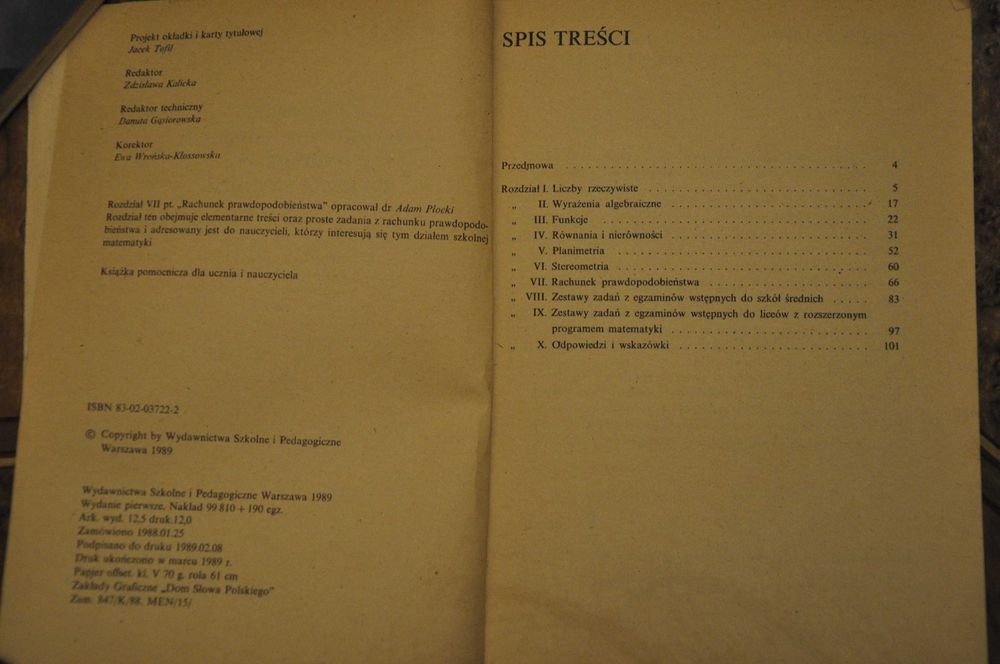 Projekt okładki i karty tytułowej
Jacek Tofil
Redaktor
Zdzisława Kalicka
Redaktor techniczny
Danuta Gąsiorowska
Korektor
Ewa Wrońska-Kłossowska
Rozdział VII pt. „Rachunek prawdopodobieństwa” opracował dr Adam Płocki
Rozdział ten obejmuje elementarne treści oraz proste zadania z rachunku prawdopodo-
bieństwa i adresowany jest do nauczycieli, którzy interesują się tym działem szkolnej
matematyki
Książka pomocnicza dla ucznia i nauczyciela
ISBN 83-02-03722-2
© Copyright by Wydawnictwa Szkolne i Pedagogiczne
Warszawa 1989
Wydawnictwa Szkolne i Pedagogiczne Warszawa 1989
Wydanie pierwsze. Nakład 99 810 + 190 egz.
Ark. wyd. 12,5 druk.12,0
Zamówiono 1988.01.25
Podpisano do druku 1989.02.08
Druk ukończono w marcu 1989 r.
Papier offset. kl. V 70 g. rola 61 cm
Zakłady Graficzne „Dom Słowa Polskiego”
Zam. 847/K/88. MEN/15/
SPIS TREŚCI
Przedmowa . . . . . . . . . . . . . . . . . . . . 4
Rozdział I. Liczby rzeczywiste . . . . . . . . . . . . . . . . 5
„ II. Wyrażenia algebraiczne . . . . . . . . . . . . . . . 17
„ III. Funkcje . . . . . . . . . . . . . . . . . . . 22
„ IV. Równania i nierówności . . . . . . . . . . . . . . . 31
„ V. Planimetria . . . . . . . . . . . . . . . . . . 52
„ VI. Stereometria . . . . . . . . . . . . . . . . . . 60
„ VII. Rachunek prawdopodobieństwa . . . . . . . . . . . . . 66
„ VIII. Zestawy zadań z egzaminów wstępnych do szkół średnich . . . . . 83
„ IX. Zestawy zadań z egzaminów wstępnych do liceów z rozszerzonym
programem matematyki . . . . . . . . . . . . . . . 97
„ X. Odpowiedzi i wskazówki . . . . . . . . . . . . . . . 101